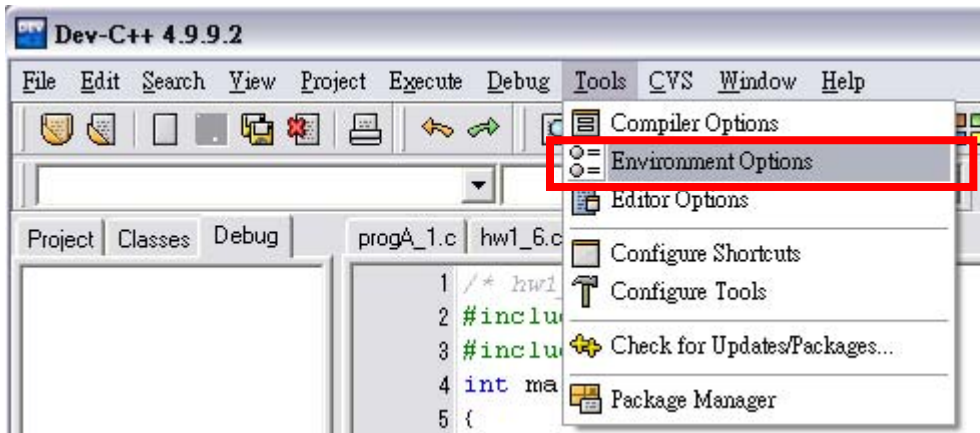 Dev-C++ 4.9.9.2
File Edit Search View Project Execute Debug Tools CVS Window Help
Compiler Options
Environment Options
Editor Options
Configure Shortcuts
Configure Tools
Check for Updates/Packages...
Package Manager
Project Classes Debug
progA_1.c hw1_6.c
1 /* hw1_
2 #inclu
3 #inclu
4 int ma
5 {